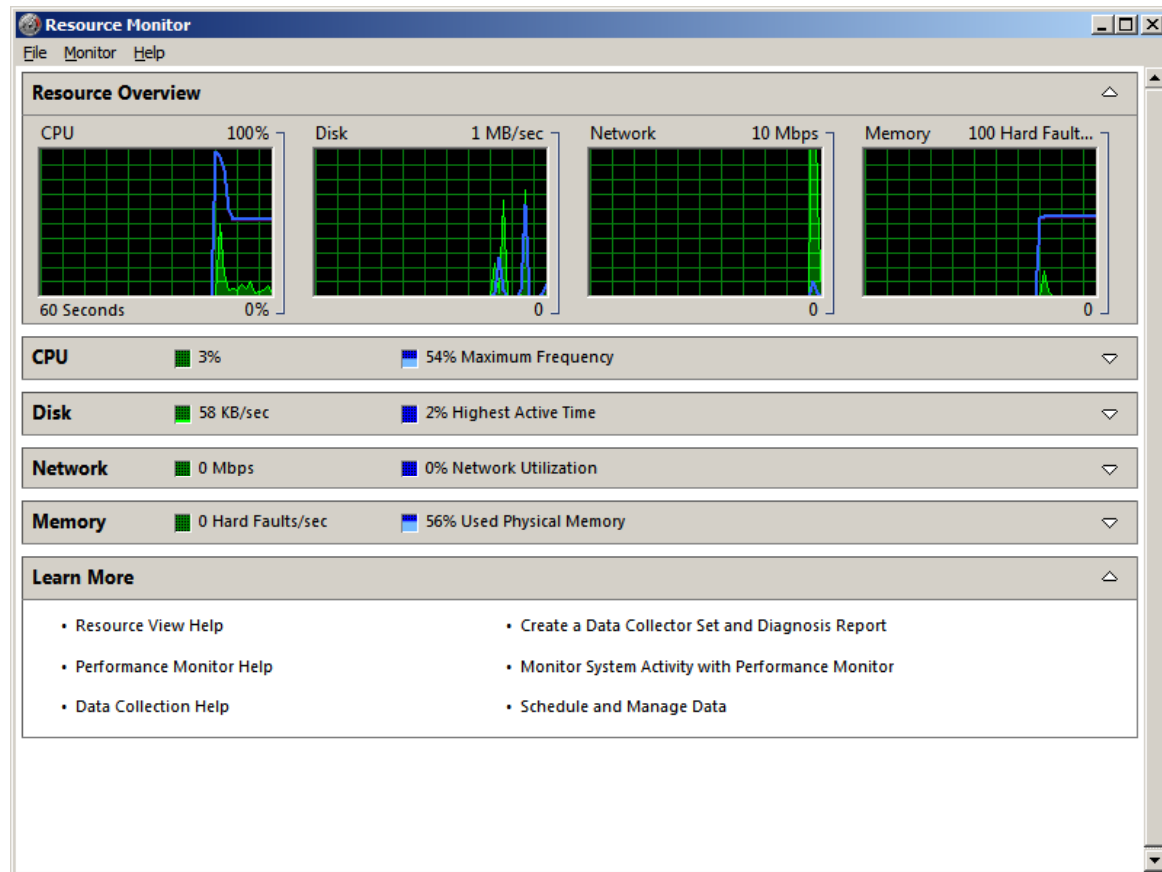 Resource Monitor
File Monitor Help
Resource Overview
CPU 100% Disk 1 MB/sec Network 10 Mbps Memory 100 Hard Fault...
60 Seconds 0% 0 0 0
CPU 3% 54% Maximum Frequency
Disk 58 KB/sec 2% Highest Active Time
Network 0 Mbps 0% Network Utilization
Memory 0 Hard Faults/sec 56% Used Physical Memory
Learn More
• Resource View Help • Create a Data Collector Set and Diagnosis Report
• Performance Monitor Help • Monitor System Activity with Performance Monitor
• Data Collection Help • Schedule and Manage Data